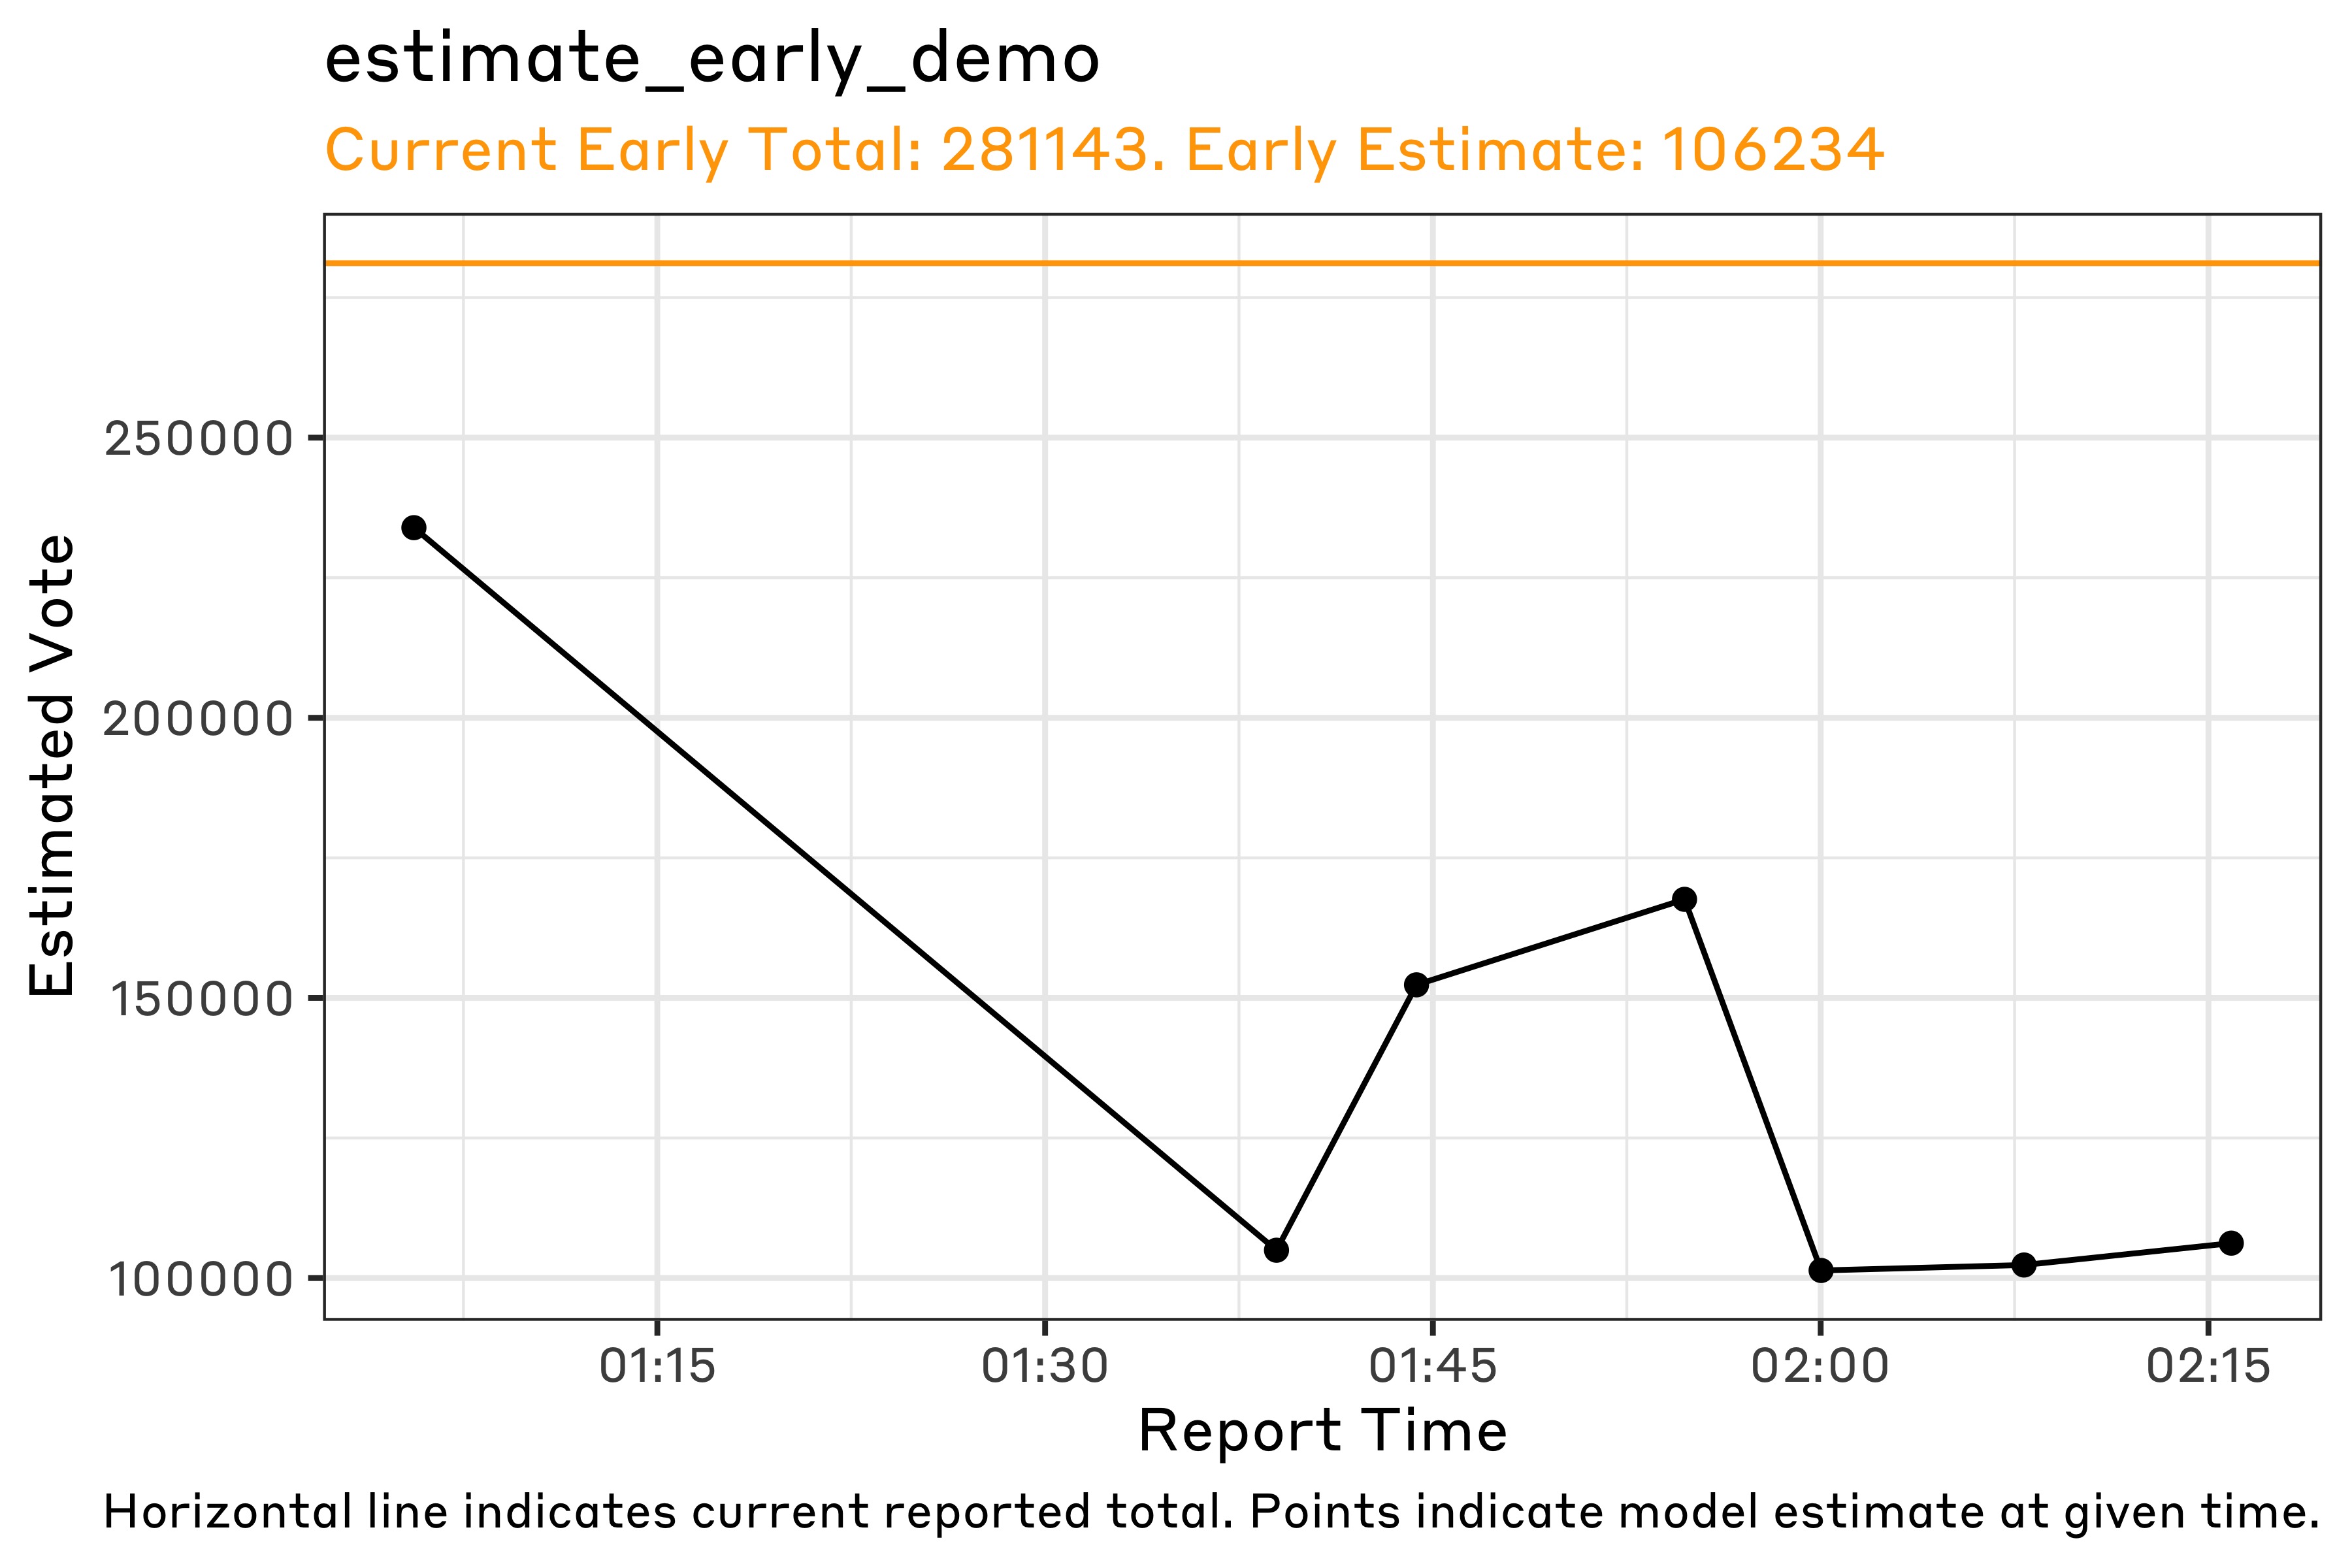 estimate_early_demo
Current Early Total: 281143. Early Estimate: 106234
Estimated Vote
250000
200000
150000
100000
01:15 01:30 01:45 02:00 02:15
Report Time
Horizontal line indicates current reported total. Points indicate model estimate at given time.